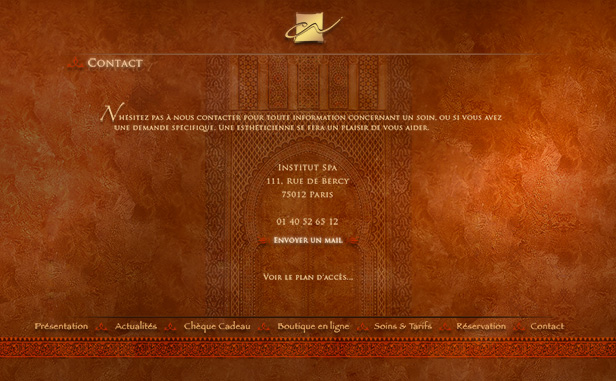 Contact
N'hésitez pas à nous contacter pour toute information concernant un soin, ou si vous avez
une demande spécifique. Une esthéticienne se fera un plaisir de vous aider.
Institut Spa
111, Rue de Bercy
75012 Paris
01 40 52 65 12
Envoyer un mail
Voir le plan d'accès...
Présentation Actualités Chèque Cadeau Boutique en ligne Soins & Tarifs Réservation Contact